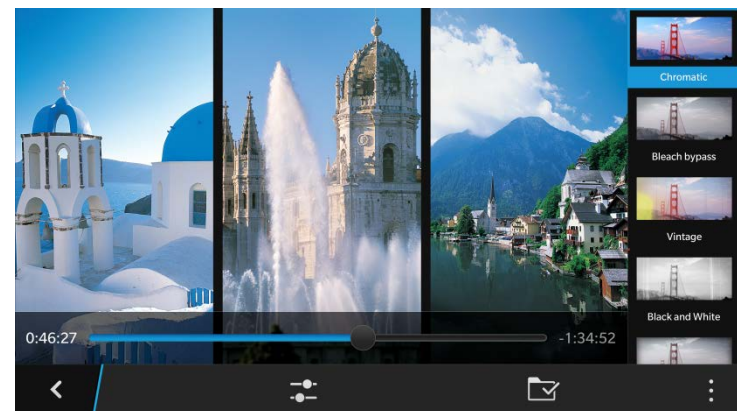 Chromatic
Bleach bypass
Vintage
Black and White
0:46:27
-1:34:52